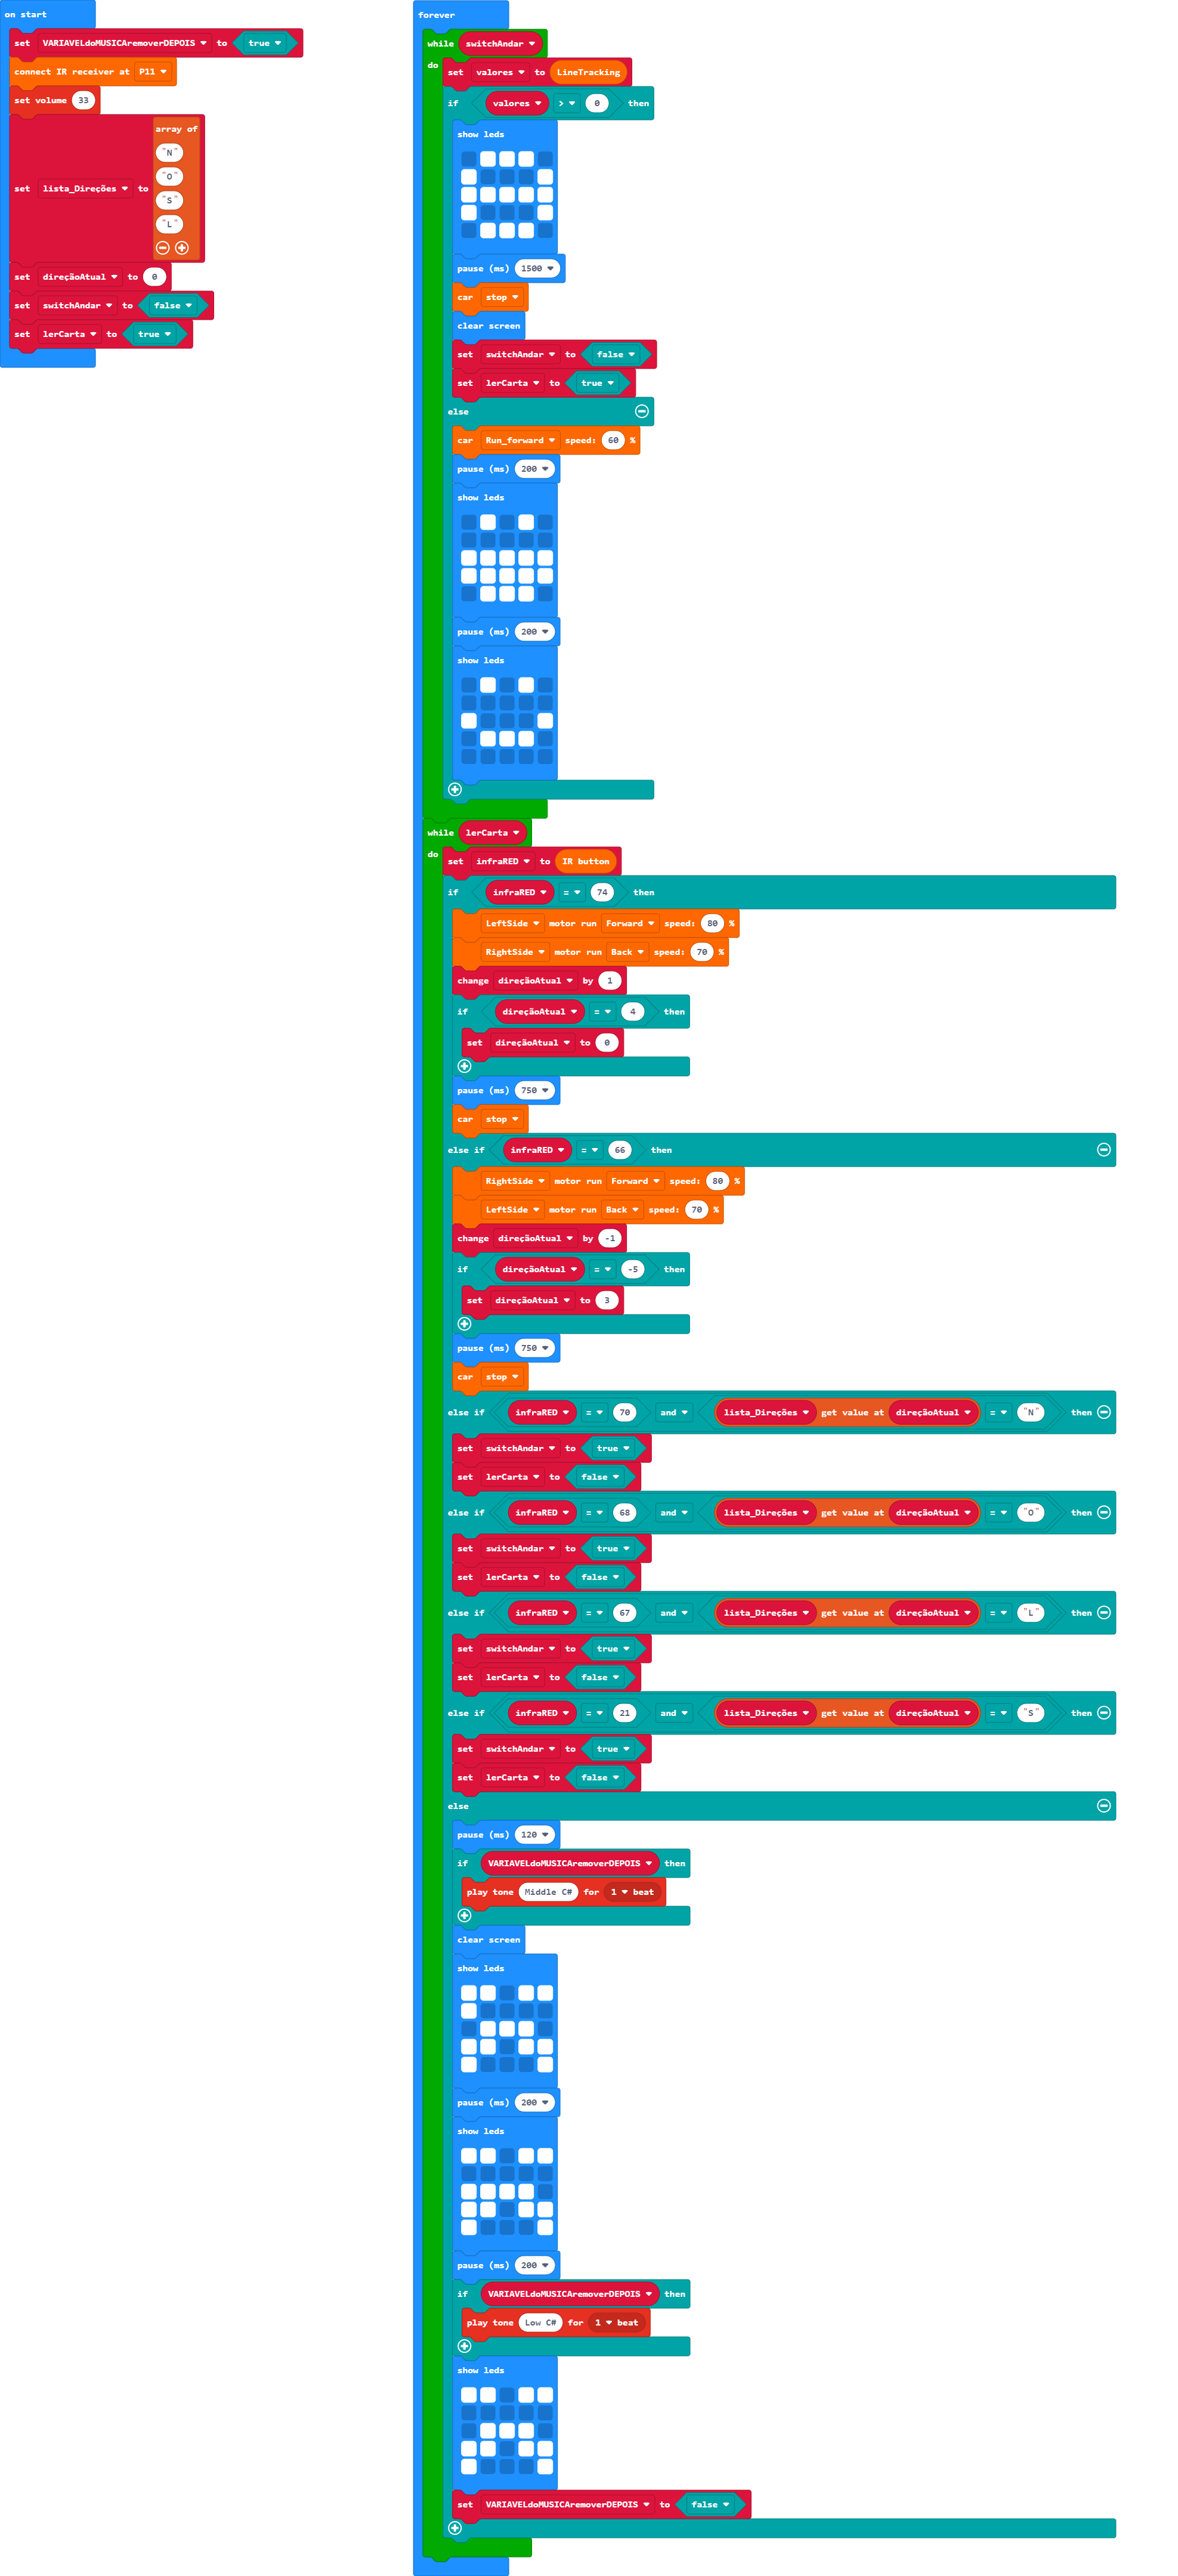 on start
set VARIAVELdoMUSICAremoverDEPOIS to true
connect IR receiver at P11
set volume 33
set lista_Direções to array of
"N"
"O"
"S"
"L"
set direçãoAtual to 0
set switchAndar to false
set lerCarta to true
forever
while switchAndar
do set valores to LineTracking
if valores > 0 then
show leds
pause (ms) 1500
car stop
clear screen
set switchAndar to false
set lerCarta to true
else
car Run_forward speed: 60 %
pause (ms) 200
show leds
pause (ms) 200
show leds
while lerCarta
do set infraRED to IR button
if infraRED = 74 then
LeftSide motor run Forward speed: 80 %
RightSide motor run Back speed: 70 %
change direçãoAtual by 1
if direçãoAtual = 4 then
set direçãoAtual to 0
pause (ms) 750
car stop
else if infraRED = 66 then
RightSide motor run Forward speed: 80 %
LeftSide motor run Back speed: 70 %
change direçãoAtual by -1
if direçãoAtual = -5 then
set direçãoAtual to 3
pause (ms) 750
car stop
else if infraRED = 70 and lista_Direções get value at direçãoAtual = "N" then
set switchAndar to true
set lerCarta to false
else if infraRED = 68 and lista_Direções get value at direçãoAtual = "O" then
set switchAndar to true
set lerCarta to false
else if infraRED = 67 and lista_Direções get value at direçãoAtual = "L" then
set switchAndar to true
set lerCarta to false
else if infraRED = 21 and lista_Direções get value at direçãoAtual = "S" then
set switchAndar to true
set lerCarta to false
else
pause (ms) 120
if VARIAVELdoMUSICAremoverDEPOIS then
play tone Middle C# for 1 beat
clear screen
show leds
pause (ms) 200
show leds
pause (ms) 200
if VARIAVELdoMUSICAremoverDEPOIS then
play tone Low C# for 1 beat
show leds
set VARIAVELdoMUSICAremoverDEPOIS to false